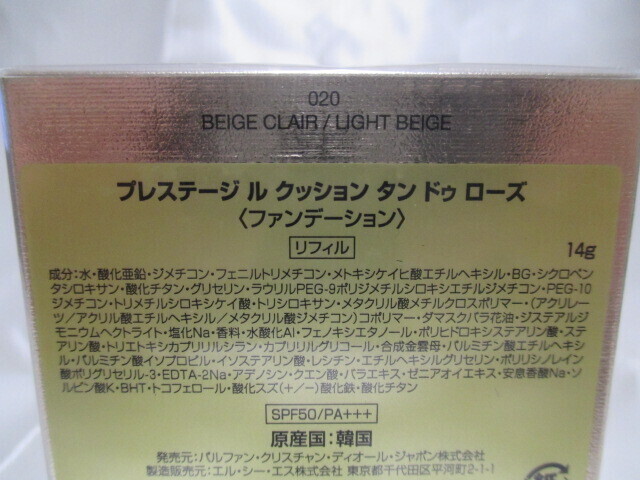 020
BEIGE CLAIR / LIGHT BEIGE
プレステージ ル クッション タン ドゥ ローズ
〈ファンデーション〉
リフィル
14g
成分：水・酸化亜鉛・ジメチコン・フェニルトリメチコン・メトキシケイヒ酸エチルヘキシル・BG・シクロペン
タシロキサン・酸化チタン・グリセリン・ラウリルPEG-9ポリジメチルシロキシエチルジメチコン・PEG-10
ジメチコン・トリメチルシロキシケイ酸・トリシロキサン・メタクリル酸メチルクロスポリマー・（アクリレー
ツ／アクリル酸エチルヘキシル／メタクリル酸ジメチコン）コポリマー・ダマスクバラ花油・ジステアルジ
モニウムヘクトライト・塩化Na・香料・水酸化Al・フェノキシエタノール・ポリヒドロキシステアリン酸・ステ
アリン酸・トリエトキシカプリリルシラン・カプリリルグリコール・合成金雲母・パルミチン酸エチルヘキシ
ル・パルミチン酸イソプロピル・イソステアリン酸・レシチン・エチルヘキシルグリセリン・ポリリシノレイン
酸ポリグリセリル-3・EDTA-2Na・アデノシン・クエン酸・バラエキス・ゼニアオイエキス・安息香酸Na・ソ
ルビン酸K・BHT・トコフェロール・酸化スズ（+/−）酸化鉄・酸化チタン
SPF50/PA+++
原産国：韓国
発売元：パルファン・クリスチャン・ディオール・ジャポン株式会社
製造販売元：エル・シー・エス株式会社 東京都千代田区平河町2-1-1